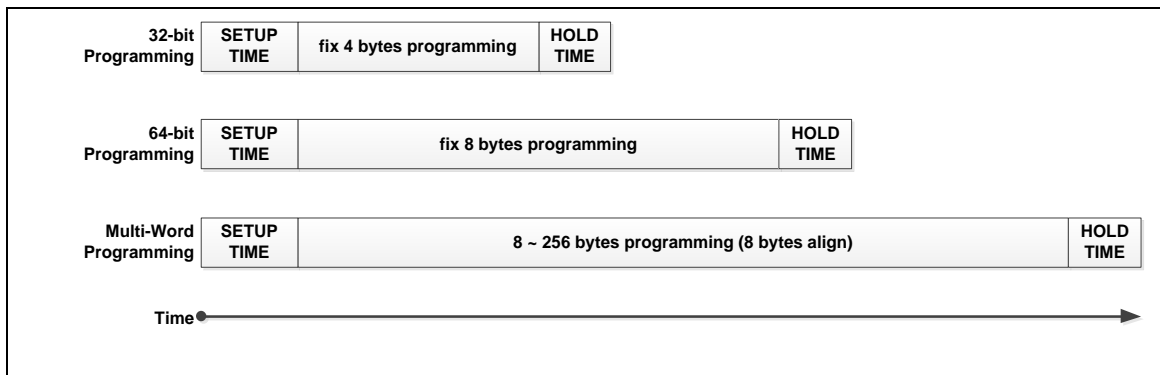 32-bit
Programming
SETUP
TIME
fix 4 bytes programming
HOLD
TIME
64-bit
Programming
SETUP
TIME
fix 8 bytes programming
HOLD
TIME
Multi-Word
Programming
SETUP
TIME
8 ~ 256 bytes programming (8 bytes align)
HOLD
TIME
Time